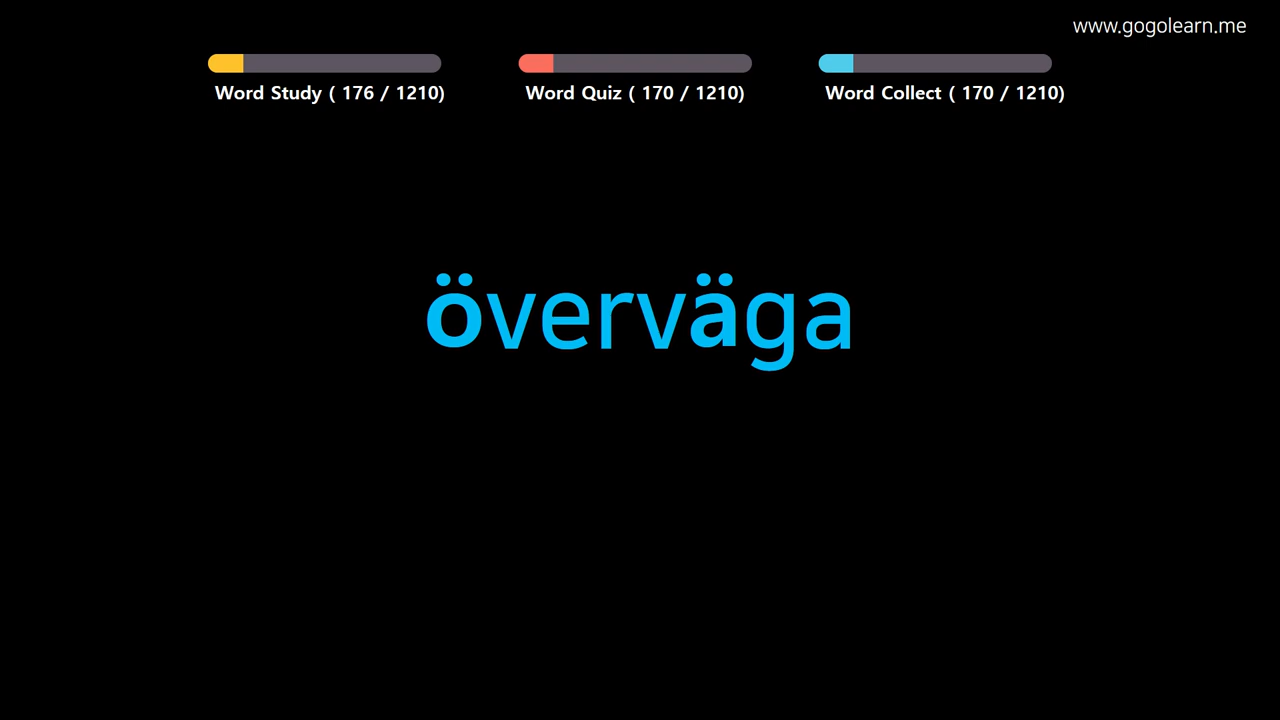 www.gogolearn.me
Word Study ( 176 / 1210)
Word Quiz ( 170 / 1210)
Word Collect ( 170 / 1210)
överväga